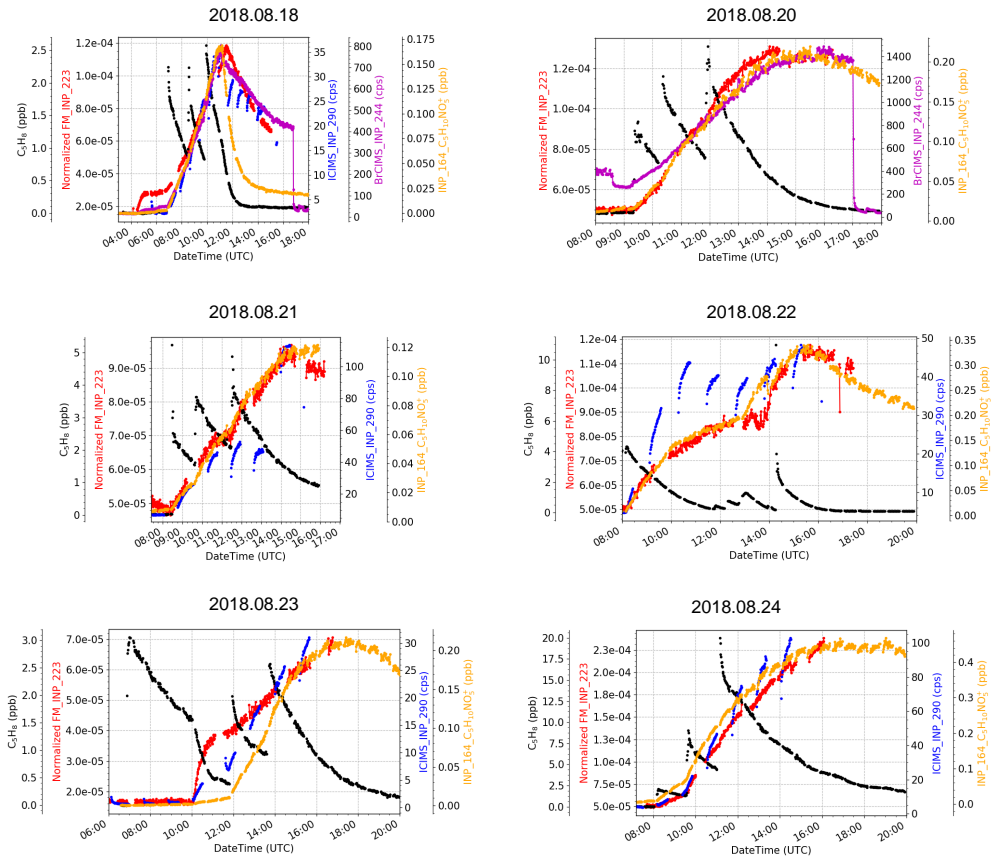 2018.08.18
2.5
2.0
1.5
1.0
0.5
0.0
C₅H₈ (ppb)
Normalized FM_INP_223
1.2e-04
1.0e-04
8.0e-05
6.0e-05
4.0e-05
2.0e-05
04:00
06:00
08:00
10:00
12:00
14:00
16:00
18:00
DateTime (UTC)
35
30
25
20
15
10
5
0
ICIMS_INP_290 (cps)
800
700
600
500
400
300
200
100
0
BrCIMS_INP_244 (cps)
0.175
0.150
0.125
0.100
0.075
0.050
0.025
0.000
INP_164_C₅H₁₀NO₅⁺ (ppb)
2018.08.20
Normalized FM_INP_223
1.2e-04
1.0e-04
8.0e-05
6.0e-05
08:00
09:00
10:00
11:00
12:00
13:00
14:00
15:00
16:00
17:00
18:00
DateTime (UTC)
1400
1200
1000
800
600
400
200
0
BrCIMS_INP_244 (cps)
0.20
0.15
0.10
0.05
0.00
INP_164_C₅H₁₀NO₅⁺ (ppb)
2018.08.21
5
4
3
2
1
0
C₅H₈ (ppb)
Normalized FM_INP_223
9.0e-05
8.0e-05
7.0e-05
6.0e-05
5.0e-05
08:00
09:00
10:00
11:00
12:00
13:00
14:00
15:00
16:00
17:00
DateTime (UTC)
100
80
60
40
20
ICIMS_INP_290 (cps)
0.12
0.10
0.08
0.06
0.04
0.02
0.00
INP_164_C₅H₁₀NO₅⁺ (ppb)
2018.08.22
10
8
6
4
2
0
C₅H₈ (ppb)
Normalized FM_INP_223
1.2e-04
1.1e-04
1.0e-04
9.0e-05
8.0e-05
7.0e-05
6.0e-05
5.0e-05
08:00
10:00
12:00
14:00
16:00
18:00
20:00
DateTime (UTC)
50
40
30
20
10
ICIMS_INP_290 (cps)
0.35
0.30
0.25
0.20
0.15
0.10
0.05
0.00
INP_164_C₅H₁₀NO₅⁺ (ppb)
2018.08.23
3.0
2.5
2.0
1.5
1.0
0.5
0.0
C₅H₈ (ppb)
Normalized FM_INP_223
7.0e-05
6.0e-05
5.0e-05
4.0e-05
3.0e-05
2.0e-05
06:00
08:00
10:00
12:00
14:00
16:00
18:00
20:00
DateTime (UTC)
30
25
20
15
10
5
0
ICIMS_INP_290 (cps)
0.20
0.15
0.10
0.05
0.00
INP_164_C₅H₁₀NO₅⁺ (ppb)
2018.08.24
20.0
17.5
15.0
12.5
10.0
7.5
5.0
2.5
0.0
C₅H₈ (ppb)
Normalized FM_INP_223
2.3e-04
2.0e-04
1.8e-04
1.5e-04
1.3e-04
1.0e-04
7.5e-05
5.0e-05
08:00
10:00
12:00
14:00
16:00
18:00
20:00
DateTime (UTC)
100
80
60
40
20
0
ICIMS_INP_290 (cps)
0.4
0.3
0.2
0.1
0.0
INP_164_C₅H₁₀NO₅⁺ (ppb)